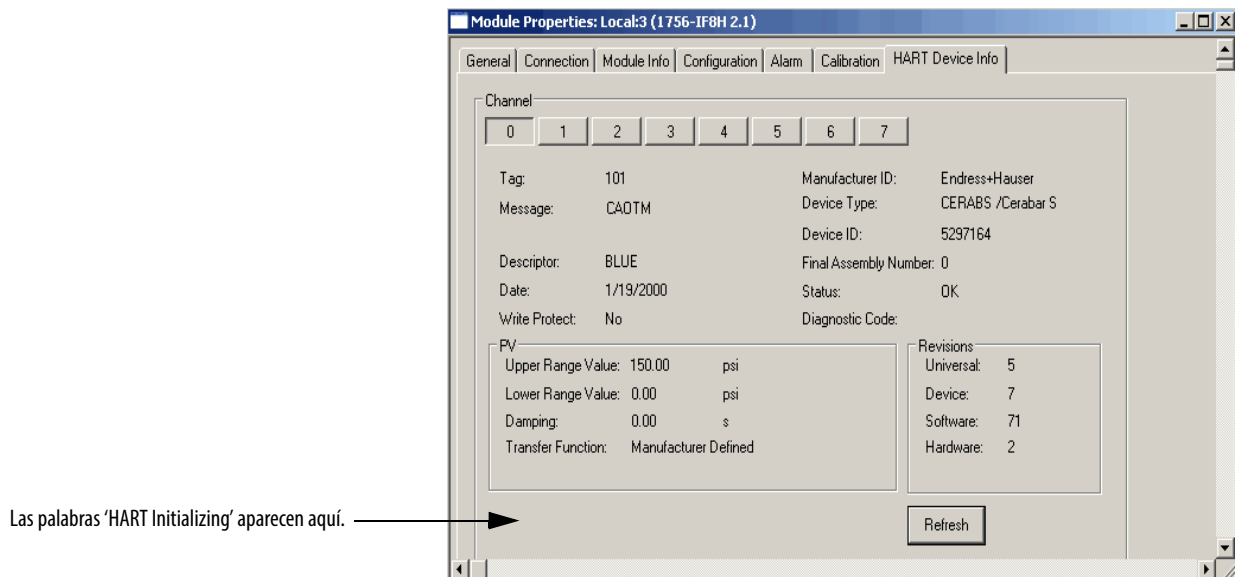 Module Properties: Local:3 (1756-IF8H 2.1)
General Connection Module Info Configuration Alarm Calibration HART Device Info
Channel
0 1 2 3 4 5 6 7
Tag: 101
Message: CAOTM
Descriptor: BLUE
Date: 1/19/2000
Write Protect: No
Manufacturer ID: Endress+Hauser
Device Type: CERABS /Cerabar S
Device ID: 5297164
Final Assembly Number: 0
Status: OK
Diagnostic Code:
PV
Upper Range Value: 150.00 psi
Lower Range Value: 0.00 psi
Damping: 0.00 s
Transfer Function: Manufacturer Defined
Revisions
Universal: 5
Device: 7
Software: 71
Hardware: 2
Las palabras ‘HART Initializing’ aparecen aquí.
Refresh